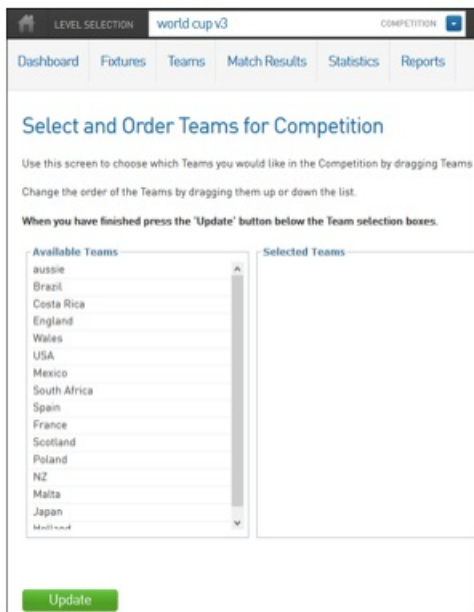 LEVEL SELECTION world cup v3 COMPETITION
Dashboard Fixtures Teams Match Results Statistics Reports
Select and Order Teams for Competition
Use this screen to choose which Teams you would like in the Competition by dragging Teams
Change the order of the Teams by dragging them up or down the list.
When you have finished press the 'Update' button below the Team selection boxes.
Available Teams Selected Teams
aussie
Brazil
Costa Rica
England
Wales
USA
Mexico
South Africa
Spain
France
Scotland
Poland
NZ
Malta
Japan
Holland
Update